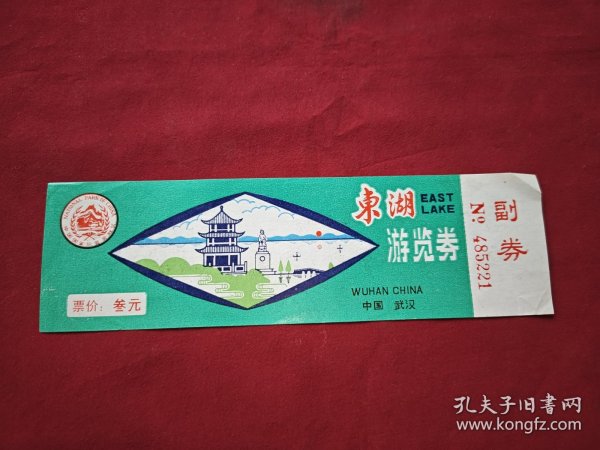 東湖 EAST LAKE
游览券
WUHAN CHINA
中国 武汉
票价：叁元
副券
No 485221
孔夫子旧书网
www.kongfz.com